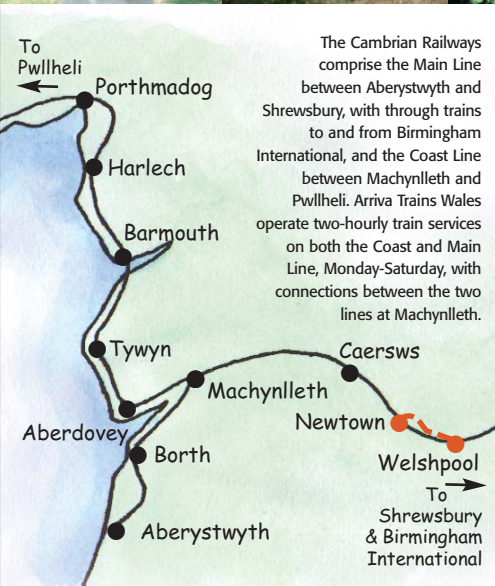 To
Pwllheli
Porthmadog
The Cambrian Railways
comprise the Main Line
between Aberystwyth and
Shrewsbury, with through trains
to and from Birmingham
International, and the Coast Line
between Machynlleth and
Pwllheli. Arriva Trains Wales
operate two-hourly train services
on both the Coast and Main
Line, Monday-Saturday, with
connections between the two
lines at Machynlleth.
Harlech
Barmouth
Tywyn
Caersws
Machynlleth
Newtown
Aberdovey
Borth
Welshpool
To
Shrewsbury
& Birmingham
International
Aberystwyth